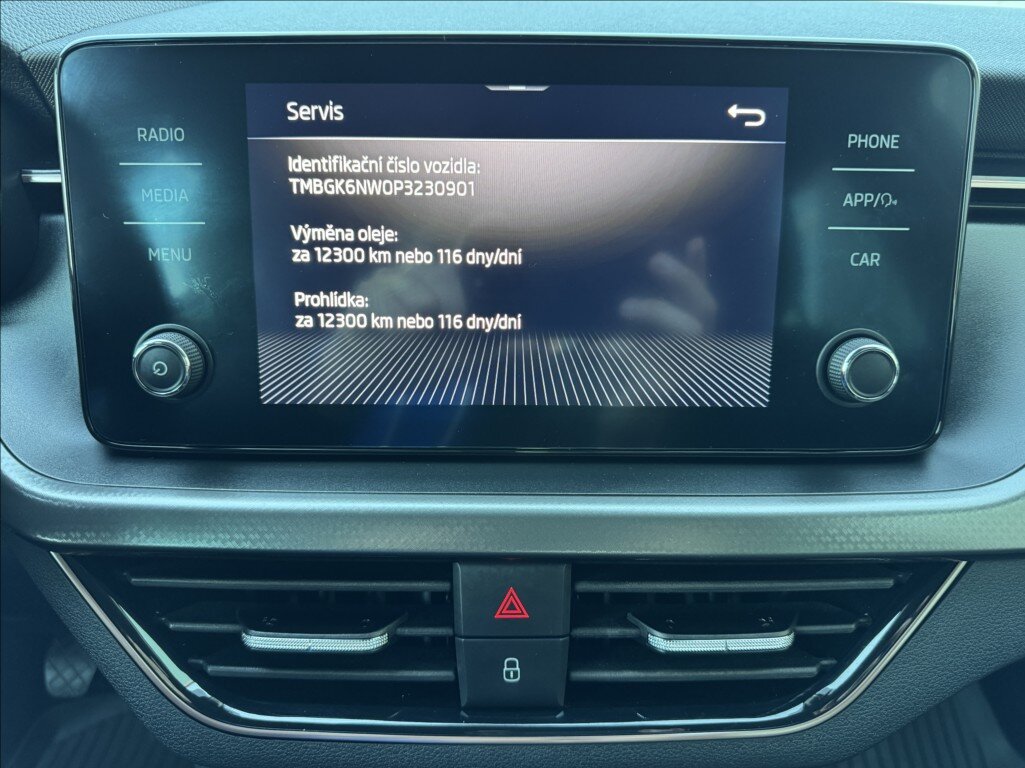 Servis
RADIO
MEDIA
MENU
Identifikační číslo vozidla:
TMBGK6NW0P3230901
Výměna oleje:
za 12300 km nebo 116 dny/dní
Prohlídka:
za 12300 km nebo 116 dny/dní
PHONE
APP/
CAR